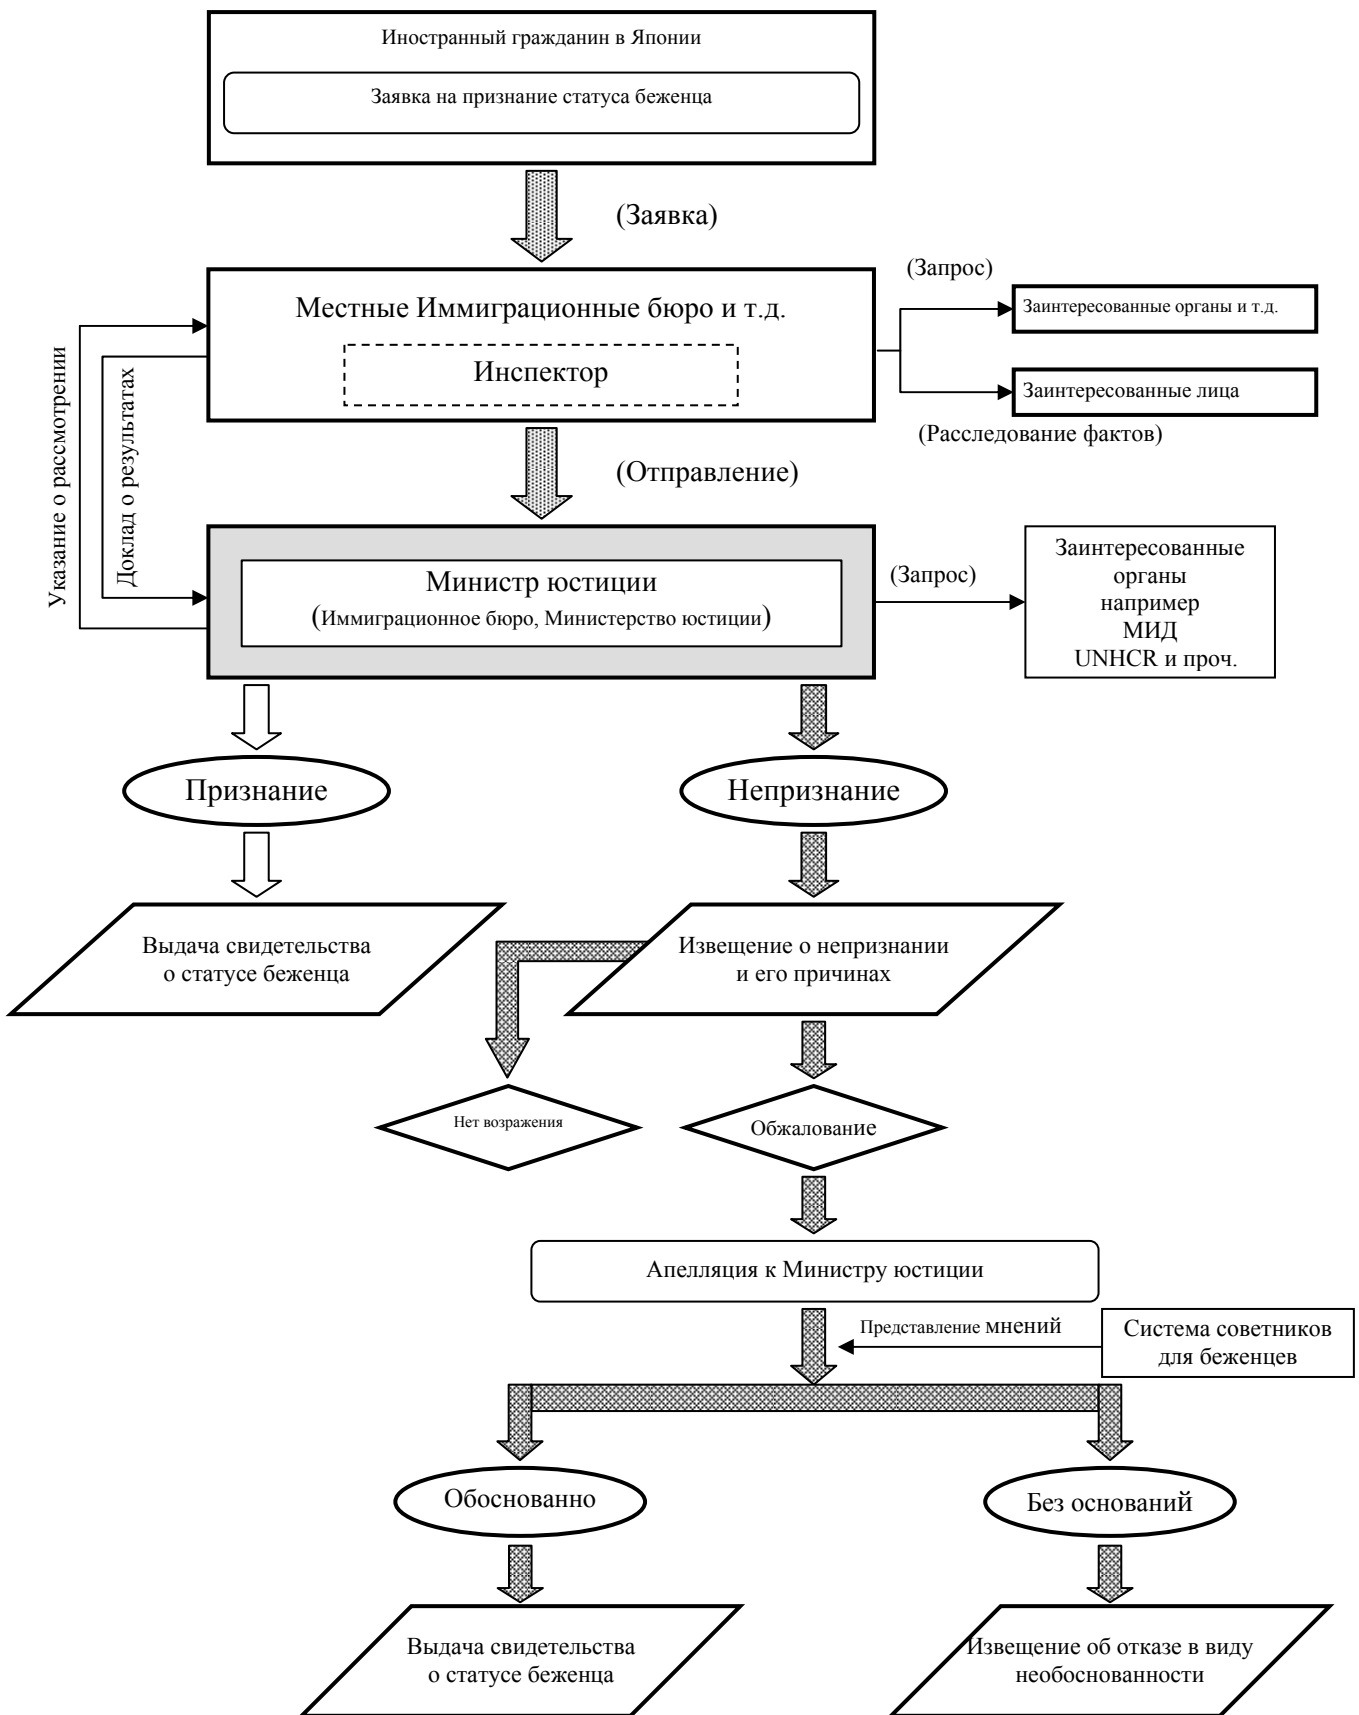 Иностранный гражданин в Японии
Заявка на признание статуса беженца
(Заявка)
Местные Иммиграционные бюро и т.д.
Инспектор
(Запрос)
Заинтересованные органы и т.д.
Заинтересованные лица
(Расследование фактов)
Указание о рассмотрении
Доклад о результатах
(Отправление)
Министр юстиции
(Иммиграционное бюро, Министерство юстиции)
(Запрос)
Заинтересованные
органы
например
МИД
UNHCR и проч.
Признание
Непризнание
Выдача свидетельства
о статусе беженца
Извещение о непризнании
и его причинах
Нет возражения
Обжалование
Апелляция к Министру юстиции
Представление мнений
Система советников
для беженцев
Обоснованно
Без оснований
Выдача свидетельства
о статусе беженца
Извещение об отказе в виду
необоснованности